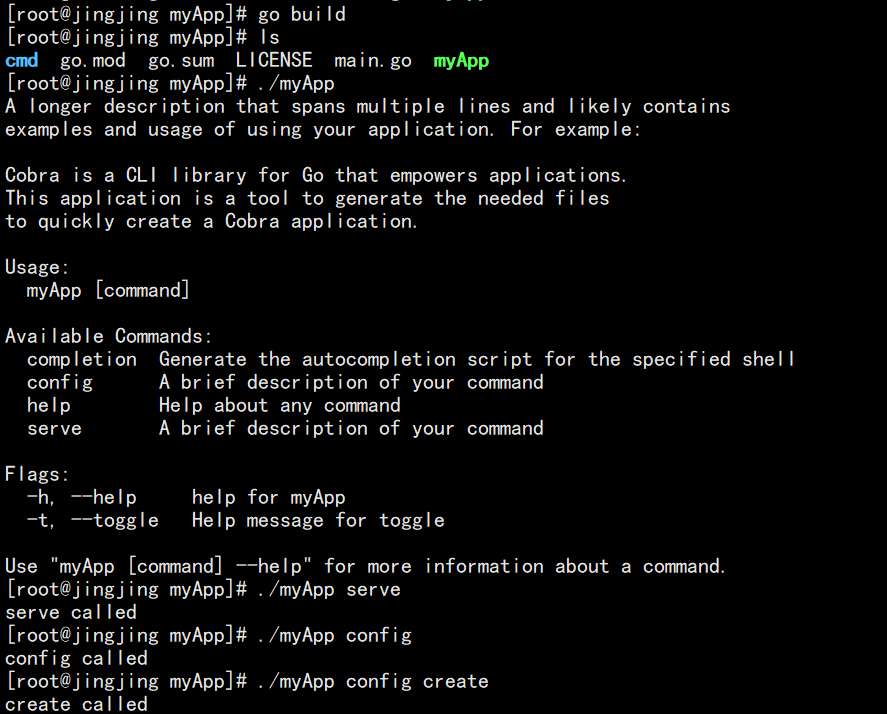 [root@jingjing myApp]# go build
[root@jingjing myApp]# ls
cmd  go.mod  go.sum  LICENSE  main.go  myApp
[root@jingjing myApp]# ./myApp
A longer description that spans multiple lines and likely contains
examples and usage of using your application. For example:

Cobra is a CLI library for Go that empowers applications.
This application is a tool to generate the needed files
to quickly create a Cobra application.

Usage:
  myApp [command]

Available Commands:
  completion  Generate the autocompletion script for the specified shell
  config      A brief description of your command
  help        Help about any command
  serve       A brief description of your command

Flags:
  -h, --help     help for myApp
  -t, --toggle   Help message for toggle

Use "myApp [command] --help" for more information about a command.
[root@jingjing myApp]# ./myApp serve
serve called
[root@jingjing myApp]# ./myApp config
config called
[root@jingjing myApp]# ./myApp config create
create called